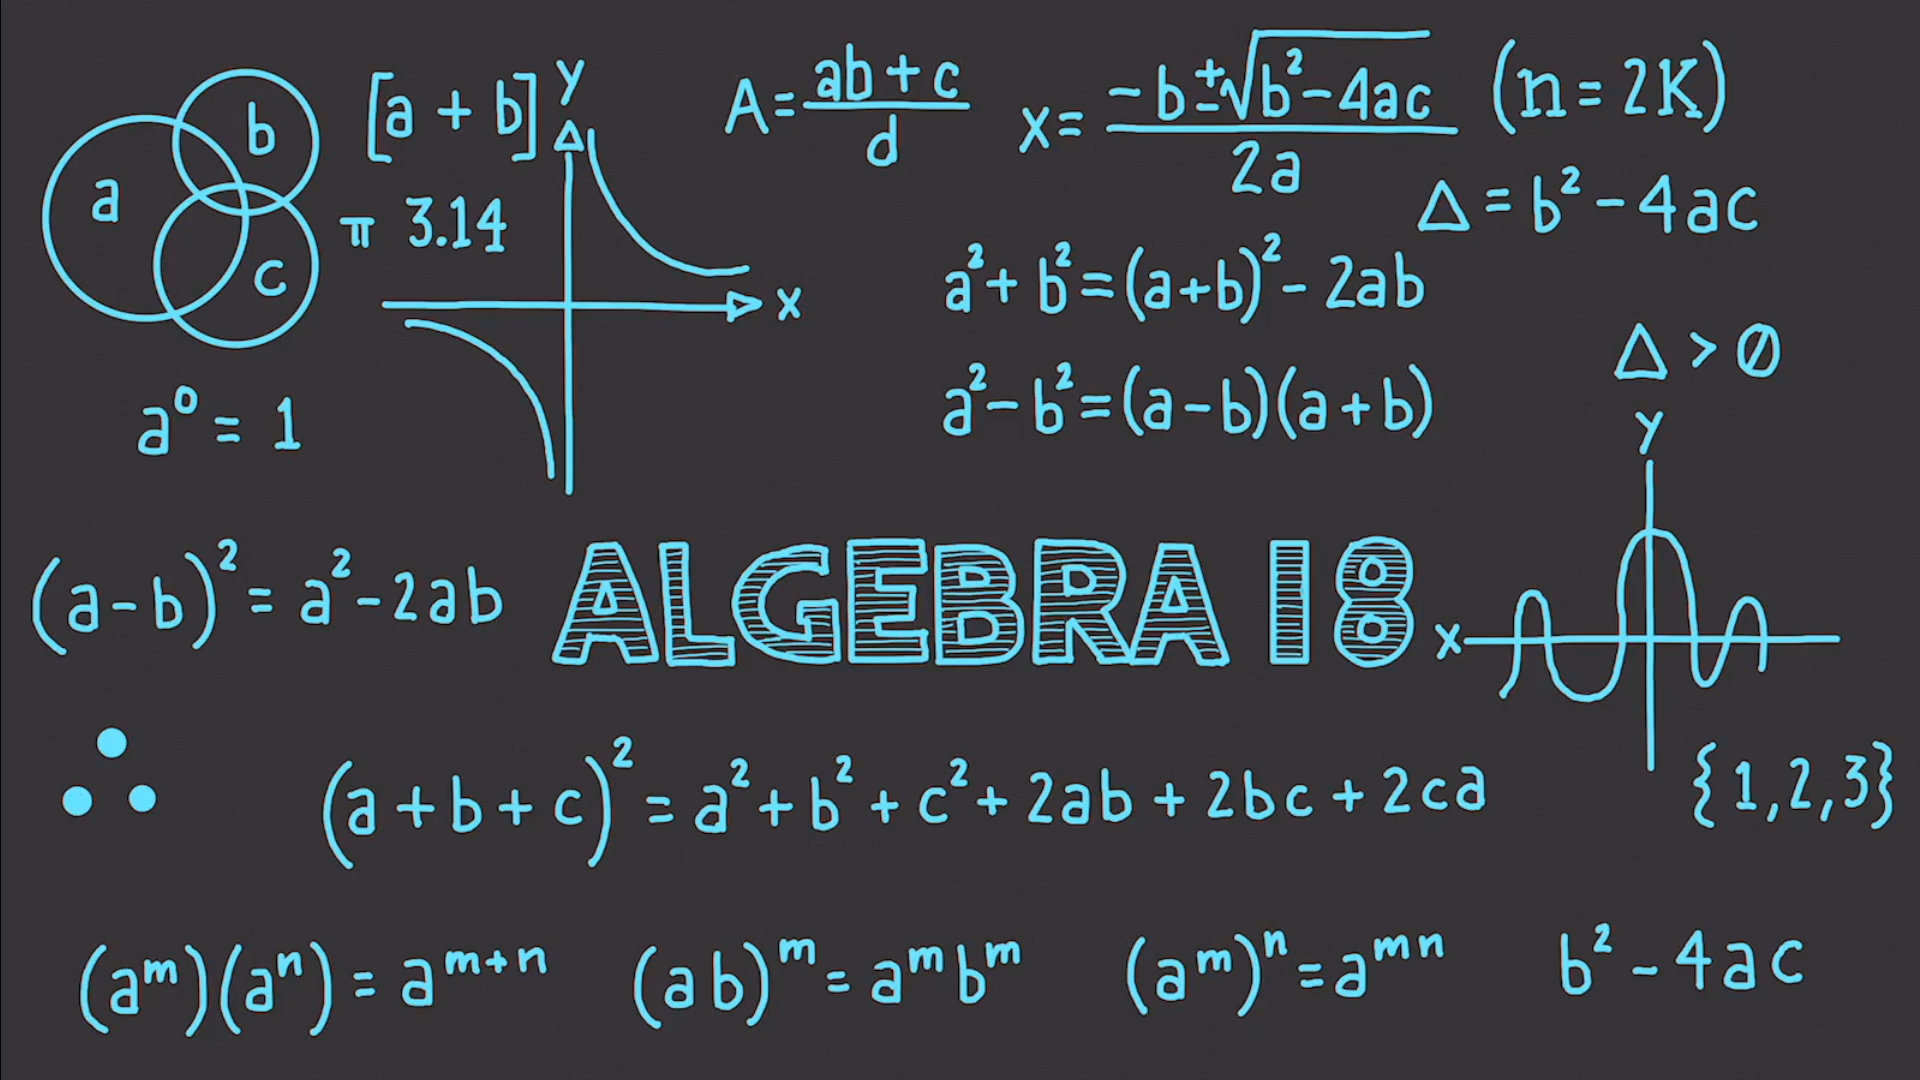 b
a
c
[a + b]
π 3.14
a⁰ = 1
y
x
A = (ab + c)/d
x = (-b ± √(b² - 4ac))/2a
(n = 2K)
Δ = b² - 4ac
a² + b² = (a+b)² - 2ab
a² - b² = (a-b)(a+b)
Δ > 0
y
x
(a-b)² = a² - 2ab
ALGEBRA 18
∴
(a + b + c)² = a² + b² + c² + 2ab + 2bc + 2ca
{1,2,3}
(aᵐ)(aⁿ) = aᵐ⁺ⁿ
(ab)ᵐ = aᵐbᵐ
(aᵐ)ⁿ = aᵐⁿ
b² - 4ac